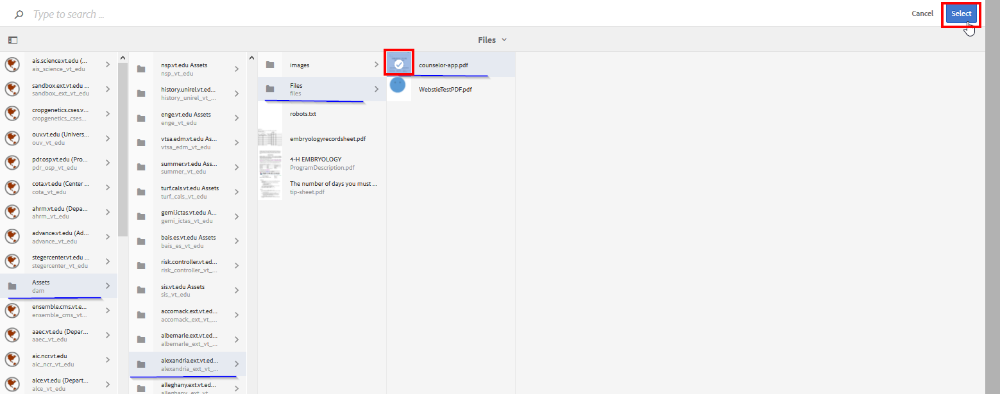 Type to search ...
Cancel
Select
Files
ais.science.vt.edu (...
ais_science_vt_edu
sandbox.ext.vt.edu ...
sandbox_ext_vt_edu
cropgenetics.cses.v...
cropgenetics_cses...
ouv.vt.edu (Univers...
ouv_vt_edu
pdr.osp.vt.edu (Pro...
pdr_osp_vt_edu
cota.vt.edu (Center ...
cota_vt_edu
ahrm.vt.edu (Depa...
ahrm_vt_edu
advance.vt.edu (Ad...
advance_vt_edu
stegercenter.vt.edu ...
stegercenter_vt_edu
Assets
dam
ensemble.cms.vt.e...
ensemble_cms_vt...
aaec.vt.edu (Depar...
aaec_vt_edu
aic.ncr.vt.edu
aic_ncr_vt_edu
alce.vt.edu (Depart...
alce_vt_edu
nsp.vt.edu Assets
nsp_vt_edu
history.unirel.vt.ed...
history_unirel_vt_...
enge.vt.edu Assets
enge_vt_edu
vtsa.edm.vt.edu As...
vtsa_edm_vt_edu
summer.vt.edu Ass...
summer_vt_edu
turf.cals.vt.edu Assets
turf_cals_vt_edu
gemi.ictas.vt.edu A...
gemi_ictas_vt_edu
bais.es.vt.edu Assets
bais_es_vt_edu
risk.controller.vt.ed...
risk_controller_vt_...
sis.vt.edu Assets
sis_vt_edu
accomack.ext.vt.ed...
accomack_ext_vt_...
albemarle.ext.vt.ed...
albemarle_ext_vt_...
alexandria.ext.vt.ed...
alexandria_ext_vt_...
alleghany.ext.vt.ed...
alleghany_ext_vt_...
images
Files
files
robots.txt
embryologyrecordsheet.pdf
4-H EMBRYOLOGY
ProgramDescription.pdf
The number of days you must ...
tip-sheet.pdf
counselor-app.pdf
WebstieTestPDF.pdf